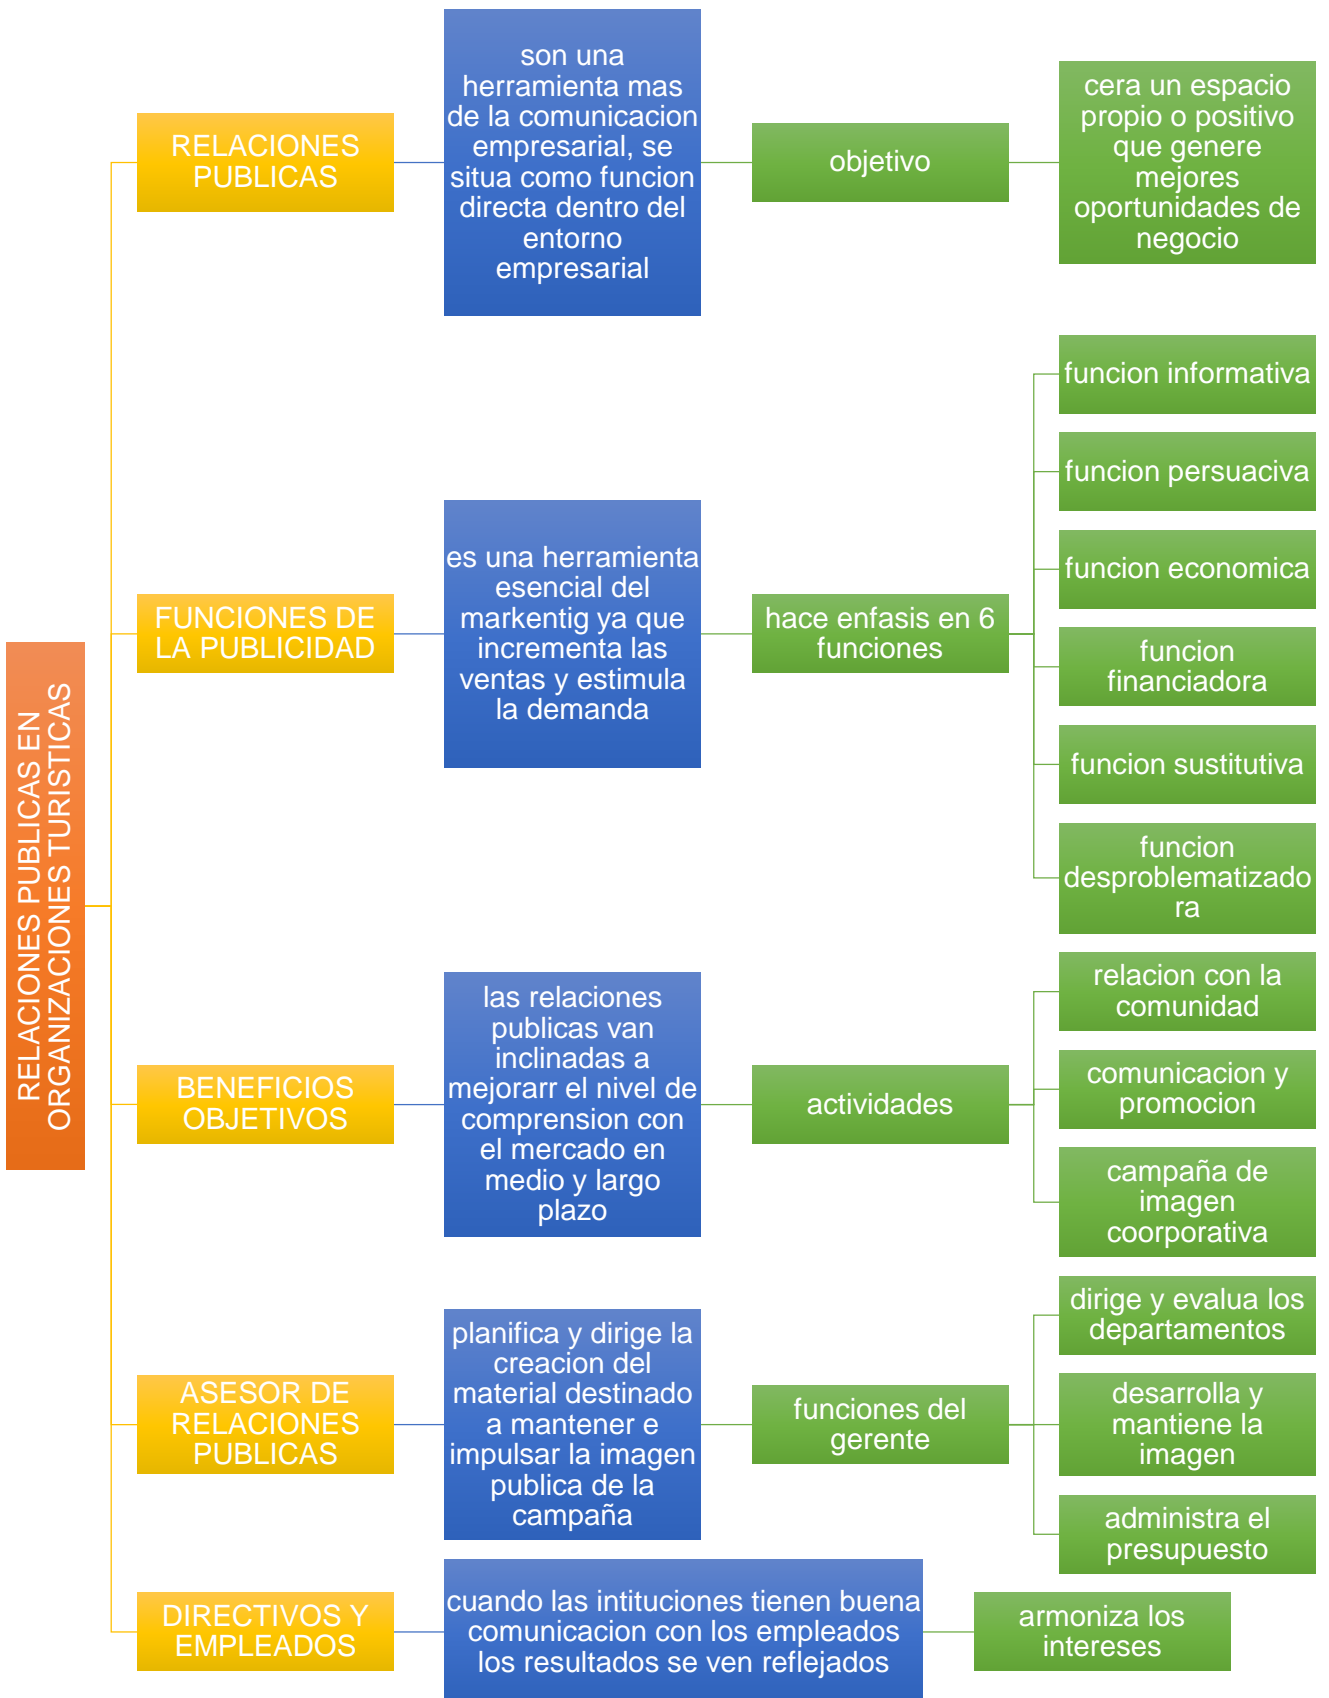 RELACIONES PUBLICAS EN
ORGANIZACIONES TURISTICAS
RELACIONES
PUBLICAS
son una
herramienta mas
de la comunicacion
empresarial, se
situa como funcion
directa dentro del
entorno
empresarial
objetivo
cera un espacio
propio o positivo
que genere
mejores
oportunidades de
negocio
FUNCIONES DE
LA PUBLICIDAD
es una herramienta
esencial del
markentig ya que
incrementa las
ventas y estimula
la demanda
hace enfasis en 6
funciones
funcion informativa
funcion persuaciva
funcion economica
funcion
financiadora
funcion sustitutiva
funcion
desproblematizado
ra
BENEFICIOS
OBJETIVOS
las relaciones
publicas van
inclinadas a
mejorarr el nivel de
comprension con
el mercado en
medio y largo
plazo
actividades
relacion con la
comunidad
comunicacion y
promocion
campaña de
imagen
coorporativa
ASESOR DE
RELACIONES
PUBLICAS
planifica y dirige la
creacion del
material destinado
a mantener e
impulsar la imagen
publica de la
campaña
funciones del
gerente
dirige y evalua los
departamentos
desarrolla y
mantiene la
imagen
administra el
presupuesto
DIRECTIVOS Y
EMPLEADOS
cuando las intituciones tienen buena
comunicacion con los empleados
los resultados se ven reflejados
armoniza los
intereses